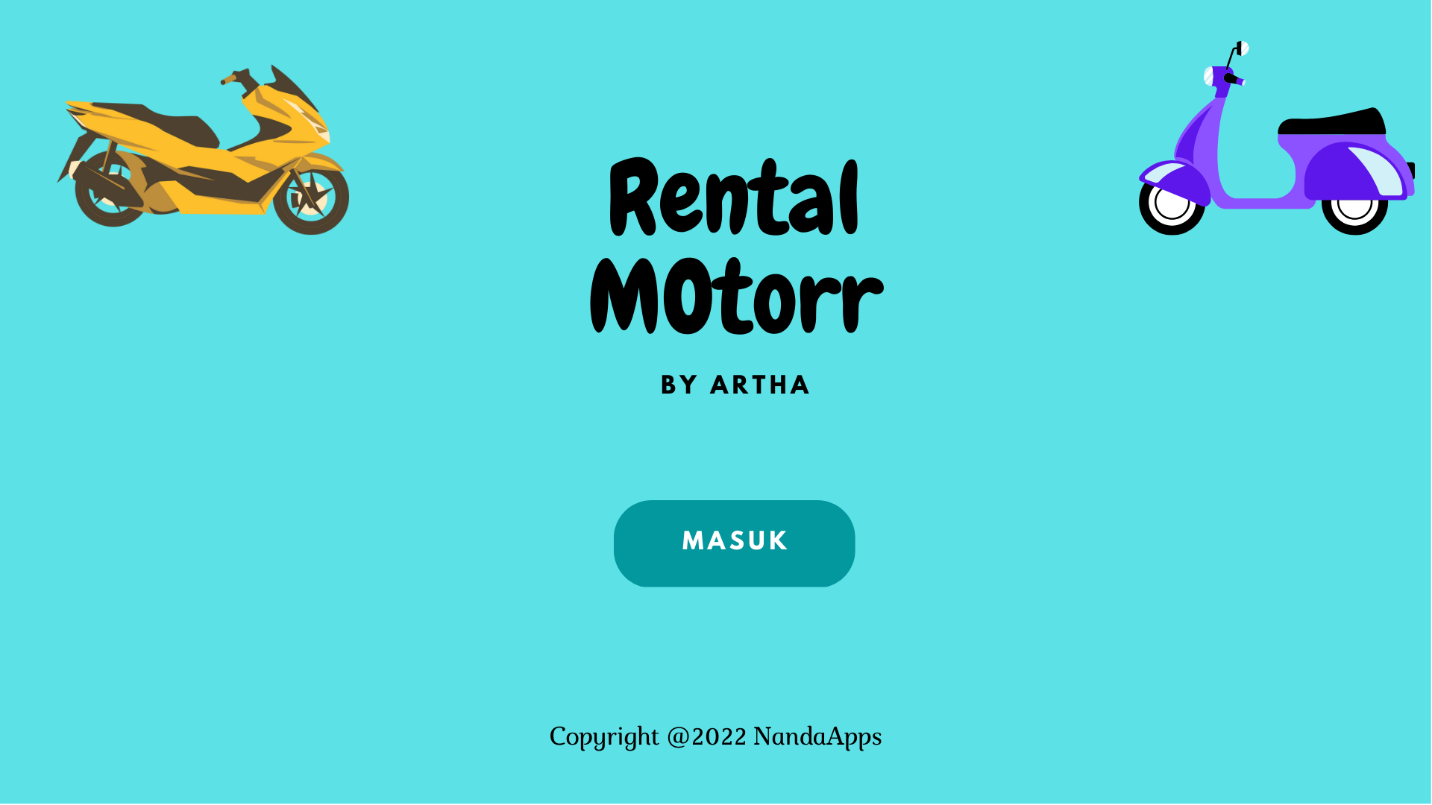 Rental
MOtorr
BY ARTHA
MASUK
Copyright @2022 NandaApps